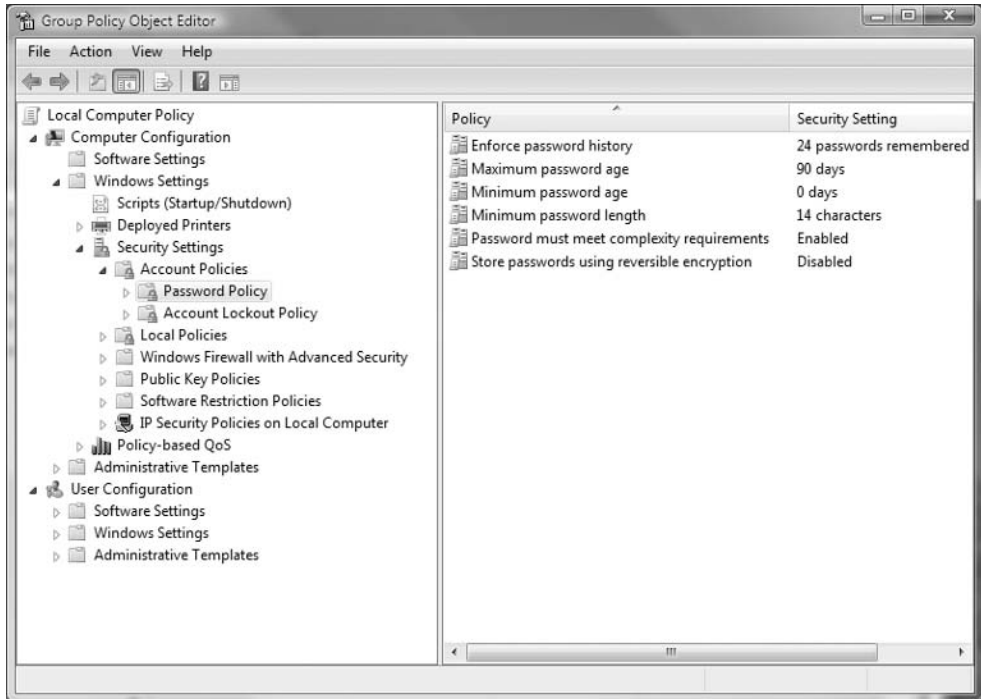 Group Policy Object Editor
File Action View Help
Local Computer Policy
Computer Configuration
Software Settings
Windows Settings
Scripts (Startup/Shutdown)
Deployed Printers
Security Settings
Account Policies
Password Policy
Account Lockout Policy
Local Policies
Windows Firewall with Advanced Security
Public Key Policies
Software Restriction Policies
IP Security Policies on Local Computer
Policy-based QoS
Administrative Templates
User Configuration
Software Settings
Windows Settings
Administrative Templates
Policy Security Setting
Enforce password history 24 passwords remembered
Maximum password age 90 days
Minimum password age 0 days
Minimum password length 14 characters
Password must meet complexity requirements Enabled
Store passwords using reversible encryption Disabled